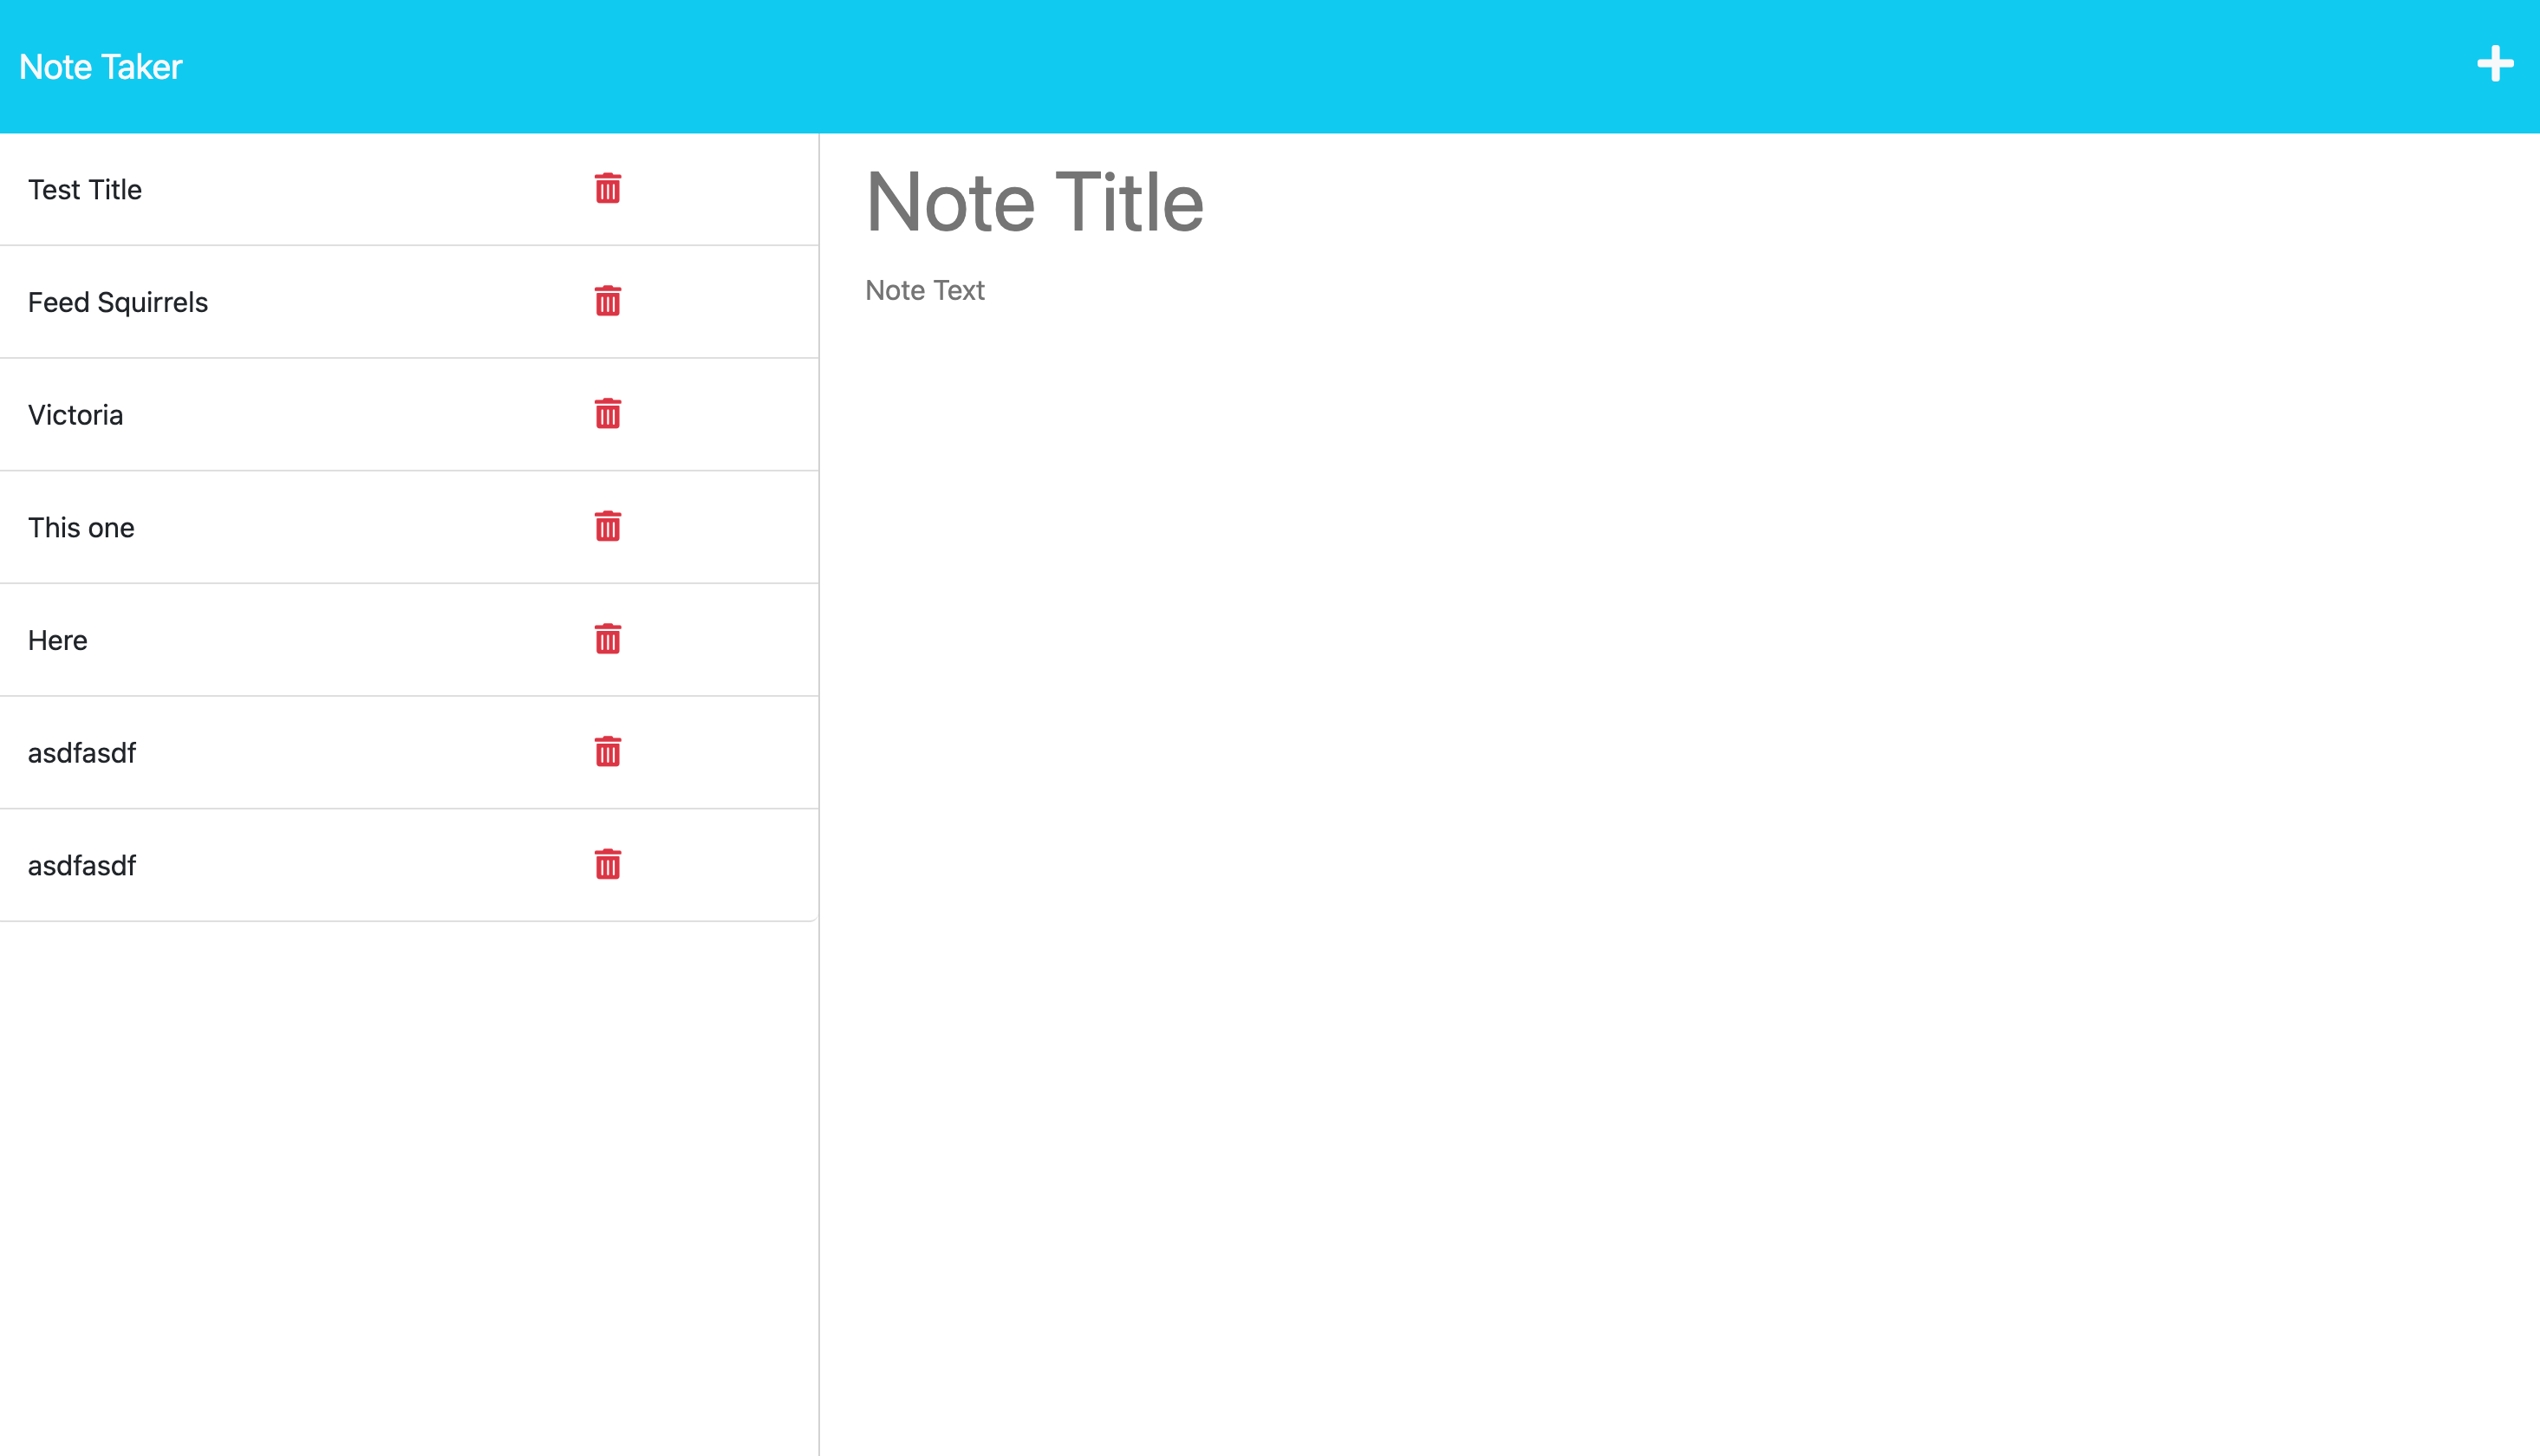 Note Taker
Test Title
Feed Squirrels
Victoria
This one
Here
asdfasdf
asdfasdf
Note Title
Note Text